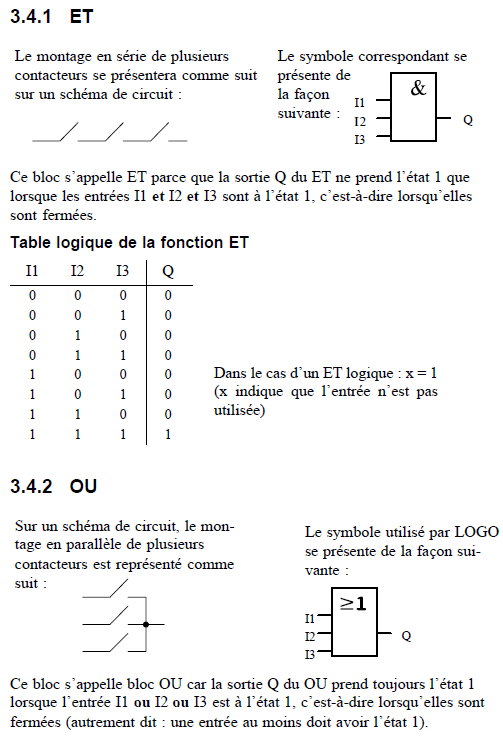 3.4.1 ET
Le montage en série de plusieurs
contacteurs se présentera comme suit
sur un schéma de circuit :
Le symbole correspondant se
présente de
la façon
suivante :
&
I1
I2
I3
Q
Ce bloc s’appelle ET parce que la sortie Q du ET ne prend l’état 1 que
lorsque les entrées I1 et I2 et I3 sont à l’état 1, c’est-à-dire lorsqu’elles
sont fermées.
Table logique de la fonction ET
I1 I2 I3 Q
0 0 0 0
0 0 1 0
0 1 0 0
0 1 1 0
1 0 0 0
1 0 1 0
1 1 0 0
1 1 1 1
Dans le cas d’un ET logique : x = 1
(x indique que l’entrée n’est pas
utilisée)
3.4.2 OU
Sur un schéma de circuit, le mon-
tage en parallèle de plusieurs
contacteurs est représenté comme
suit :
Le symbole utilisé par LOGO
se présente de la façon sui-
vante :
≥1
I1
I2
I3
Q
Ce bloc s’appelle bloc OU car la sortie Q du OU prend toujours l’état 1
lorsque l’entrée I1 ou I2 ou I3 est à l’état 1, c’est-à-dire lorsqu’elles sont
fermées (autrement dit : une entrée au moins doit avoir l’état 1).